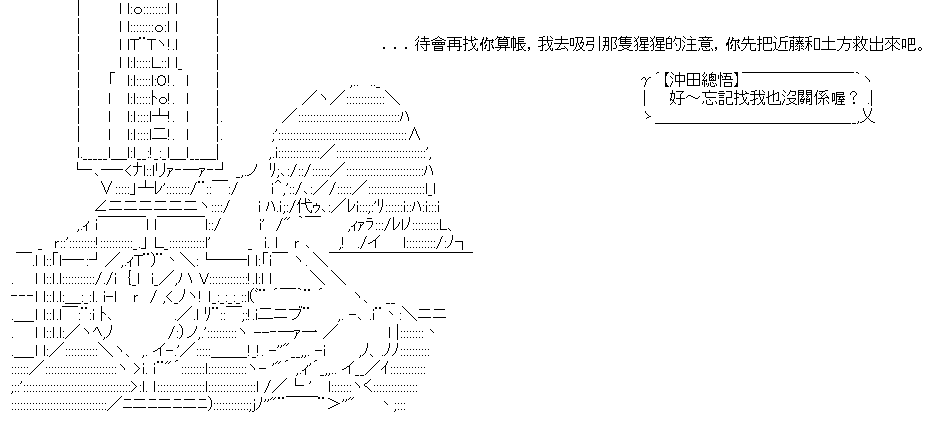 ...待會再找你算帳，我去吸引那隻猩猩的注意，你先把近藤和土方救出來吧。
【沖田總悟】
好～忘記找我也沒關係喔？